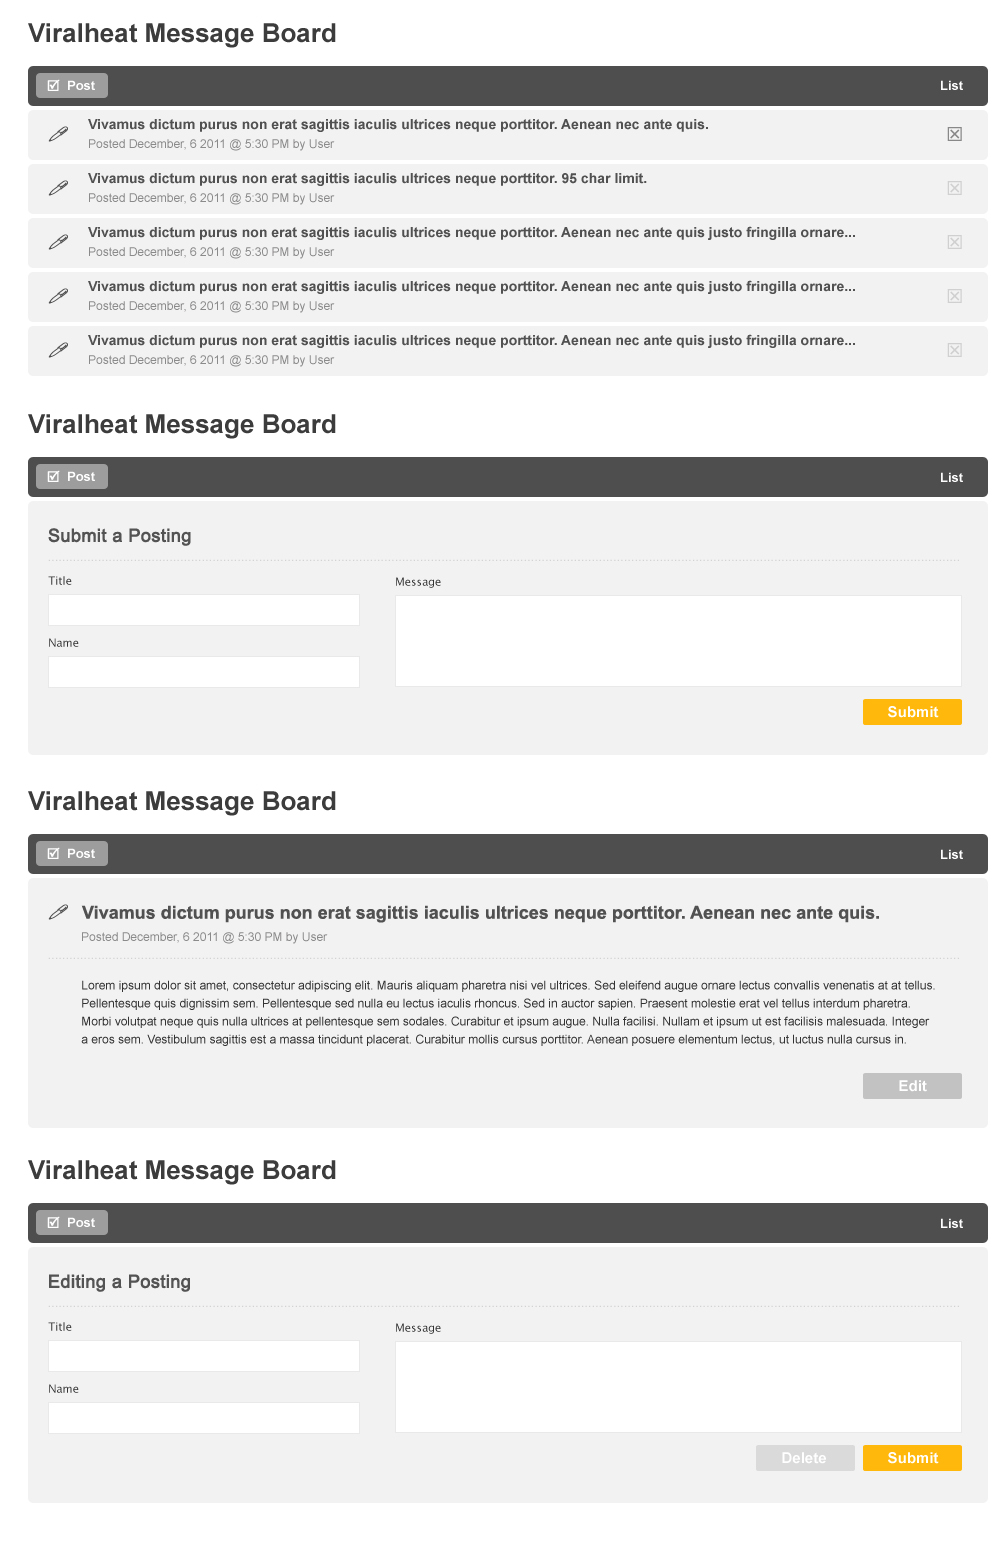 Viralheat Message Board
Post
List
Vivamus dictum purus non erat sagittis iaculis ultrices neque porttitor. Aenean nec ante quis.
Posted December, 6 2011 @ 5:30 PM by User
Vivamus dictum purus non erat sagittis iaculis ultrices neque porttitor. 95 char limit.
Posted December, 6 2011 @ 5:30 PM by User
Vivamus dictum purus non erat sagittis iaculis ultrices neque porttitor. Aenean nec ante quis justo fringilla ornare...
Posted December, 6 2011 @ 5:30 PM by User
Vivamus dictum purus non erat sagittis iaculis ultrices neque porttitor. Aenean nec ante quis justo fringilla ornare...
Posted December, 6 2011 @ 5:30 PM by User
Vivamus dictum purus non erat sagittis iaculis ultrices neque porttitor. Aenean nec ante quis justo fringilla ornare...
Posted December, 6 2011 @ 5:30 PM by User
Viralheat Message Board
Post
List
Submit a Posting
Title
Message
Name
Submit
Viralheat Message Board
Post
List
Vivamus dictum purus non erat sagittis iaculis ultrices neque porttitor. Aenean nec ante quis.
Posted December, 6 2011 @ 5:30 PM by User
Lorem ipsum dolor sit amet, consectetur adipiscing elit. Mauris aliquam pharetra nisi vel ultrices. Sed eleifend augue ornare lectus convallis venenatis at at tellus.
Pellentesque quis dignissim sem. Pellentesque sed nulla eu lectus iaculis rhoncus. Sed in auctor sapien. Praesent molestie erat vel tellus interdum pharetra.
Morbi volutpat neque quis nulla ultrices at pellentesque sem sodales. Curabitur et ipsum augue. Nulla facilisi. Nullam et ipsum ut est facilisis malesuada. Integer
a eros sem. Vestibulum sagittis est a massa tincidunt placerat. Curabitur mollis cursus porttitor. Aenean posuere elementum lectus, ut luctus nulla cursus in.
Edit
Viralheat Message Board
Post
List
Editing a Posting
Title
Message
Name
Delete
Submit